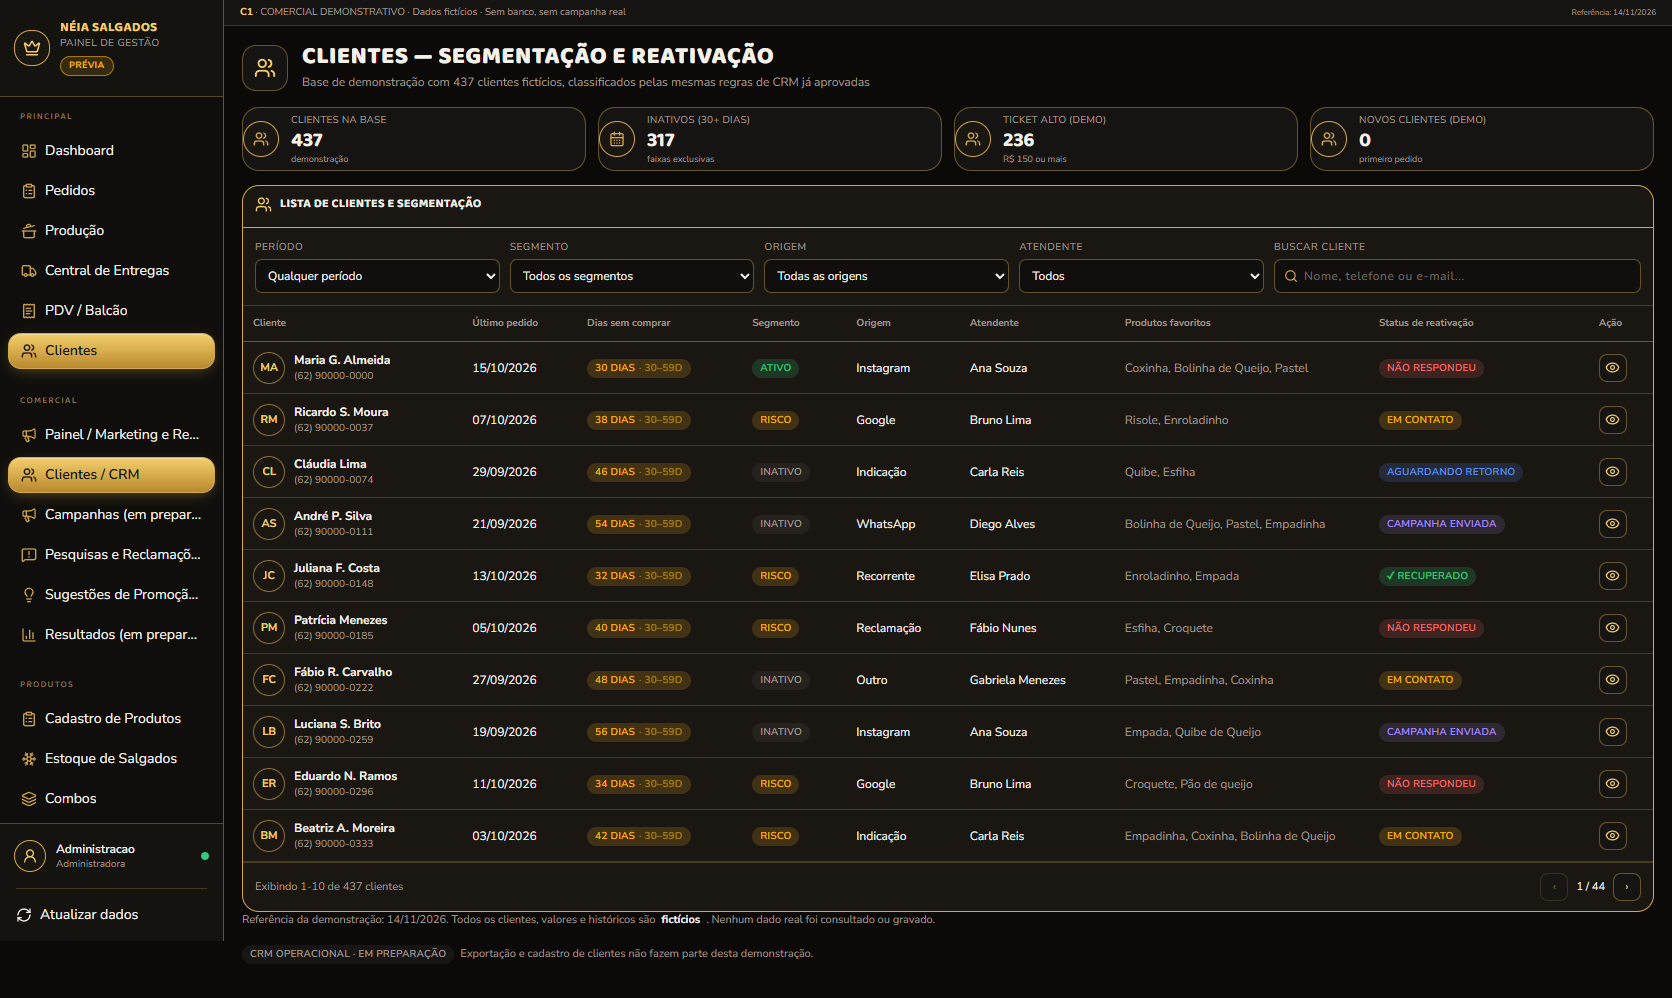 NÉIA SALGADOS
PAINEL DE GESTÃO
PRÉVIA
PRINCIPAL
Dashboard
Pedidos
Produção
Central de Entregas
PDV / Balcão
Clientes
COMERCIAL
Painel / Marketing e Re...
Clientes / CRM
Campanhas (em prepar...
Pesquisas e Reclamaçõ...
Sugestões de Promoçã...
Resultados (em prepar...
PRODUTOS
Cadastro de Produtos
Estoque de Salgados
Combos
Administracao
Administradora
Atualizar dados
C1 · COMERCIAL DEMONSTRATIVO · Dados fictícios · Sem banco, sem campanha real
Referência: 14/11/2026
CLIENTES — SEGMENTAÇÃO E REATIVAÇÃO
Base de demonstração com 437 clientes fictícios, classificados pelas mesmas regras de CRM já aprovadas
CLIENTES NA BASE
437
demonstração
INATIVOS (30+ DIAS)
317
faixas exclusivas
TICKET ALTO (DEMO)
236
R$ 150 ou mais
NOVOS CLIENTES (DEMO)
0
primeiro pedido
LISTA DE CLIENTES E SEGMENTAÇÃO
PERÍODO SEGMENTO ORIGEM ATENDENTE BUSCAR CLIENTE
Qualquer período Todos os segmentos Todas as origens Todos Nome, telefone ou e-mail...
Cliente Último pedido Dias sem comprar Segmento Origem Atendente Produtos favoritos Status de reativação Ação
MA Maria G. Almeida 15/10/2026 30 DIAS · 30–59D ATIVO Instagram Ana Souza Coxinha, Bolinha de Queijo, Pastel NÃO RESPONDEU
(62) 90000-0000
RM Ricardo S. Moura 07/10/2026 38 DIAS · 30–59D RISCO Google Bruno Lima Risole, Enroladinho EM CONTATO
(62) 90000-0037
CL Cláudia Lima 29/09/2026 46 DIAS · 30–59D INATIVO Indicação Carla Reis Quibe, Esfiha AGUARDANDO RETORNO
(62) 90000-0074
AS André P. Silva 21/09/2026 54 DIAS · 30–59D INATIVO WhatsApp Diego Alves Bolinha de Queijo, Pastel, Empadinha CAMPANHA ENVIADA
(62) 90000-0111
JC Juliana F. Costa 13/10/2026 32 DIAS · 30–59D RISCO Recorrente Elisa Prado Enroladinho, Empada ✓ RECUPERADO
(62) 90000-0148
PM Patrícia Menezes 05/10/2026 40 DIAS · 30–59D RISCO Reclamação Fábio Nunes Esfiha, Croquete NÃO RESPONDEU
(62) 90000-0185
FC Fábio R. Carvalho 27/09/2026 48 DIAS · 30–59D INATIVO Outro Gabriela Menezes Pastel, Empadinha, Coxinha EM CONTATO
(62) 90000-0222
LB Luciana S. Brito 19/09/2026 56 DIAS · 30–59D INATIVO Instagram Ana Souza Empada, Quibe de Queijo CAMPANHA ENVIADA
(62) 90000-0259
ER Eduardo N. Ramos 11/10/2026 34 DIAS · 30–59D RISCO Google Bruno Lima Croquete, Pão de queijo NÃO RESPONDEU
(62) 90000-0296
BM Beatriz A. Moreira 03/10/2026 42 DIAS · 30–59D RISCO Indicação Carla Reis Empadinha, Coxinha, Bolinha de Queijo EM CONTATO
(62) 90000-0333
Exibindo 1-10 de 437 clientes ‹ 1 / 44 ›
Referência da demonstração: 14/11/2026. Todos os clientes, valores e históricos são fictícios . Nenhum dado real foi consultado ou gravado.
CRM OPERACIONAL · EM PREPARAÇÃO Exportação e cadastro de clientes não fazem parte desta demonstração.